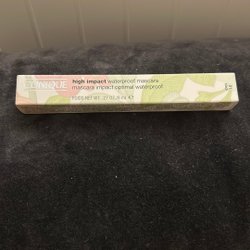 CLINIQUE
high impact waterproof mascara
mascara impact optimal waterproof